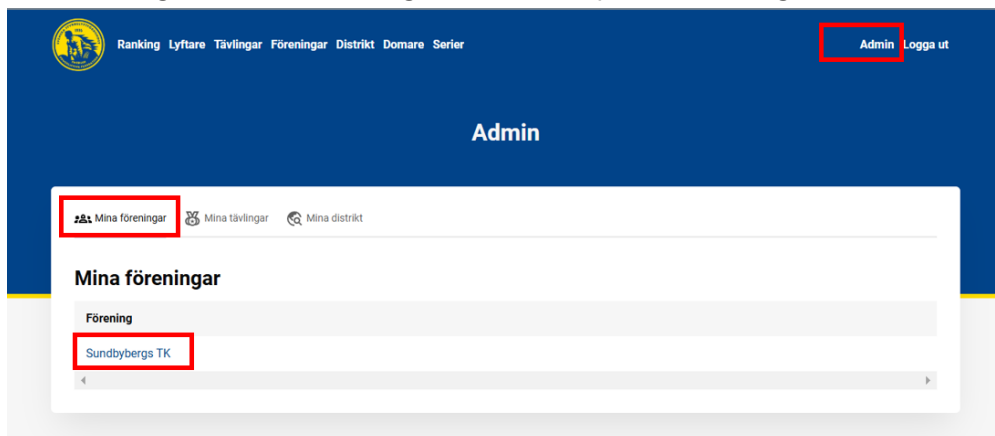 Ranking Lyftare Tävlingar Föreningar Distrikt Domare Serier
Admin Logga ut
Admin
Mina föreningar Mina tävlingar Mina distrikt
Mina föreningar
Förening
Sundbybergs TK